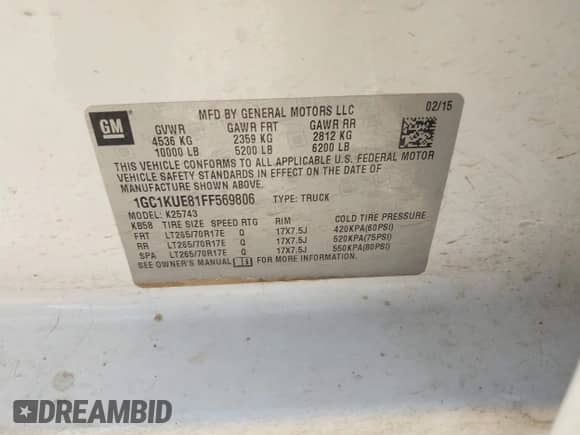 GM
MFD BY GENERAL MOTORS LLC 02/15
GVWR GAWR FRT GAWR RR
4536 KG 2359 KG 2812 KG
10000 LB 5200 LB 6200 LB
THIS VEHICLE CONFORMS TO ALL APPLICABLE U.S. FEDERAL MOTOR
VEHICLE SAFETY STANDARDS IN EFFECT ON THE DATE OF
MANUFACTURE SHOWN ABOVE.
1GC1KUE81FF569806 TYPE: TRUCK
MODEL: K25743
KB5B TIRE SIZE SPEED RTG RIM COLD TIRE PRESSURE
FRT LT265/70R17E Q 17X7.5J 420KPA(60PSI)
RR LT265/70R17E Q 17X7.5J 520KPA(75PSI)
SPA LT265/70R17E Q 17X7.5J 550KPA(80PSI)
SEE OWNER'S MANUAL FOR ADDITIONAL INFORMATION.
DREAMBID